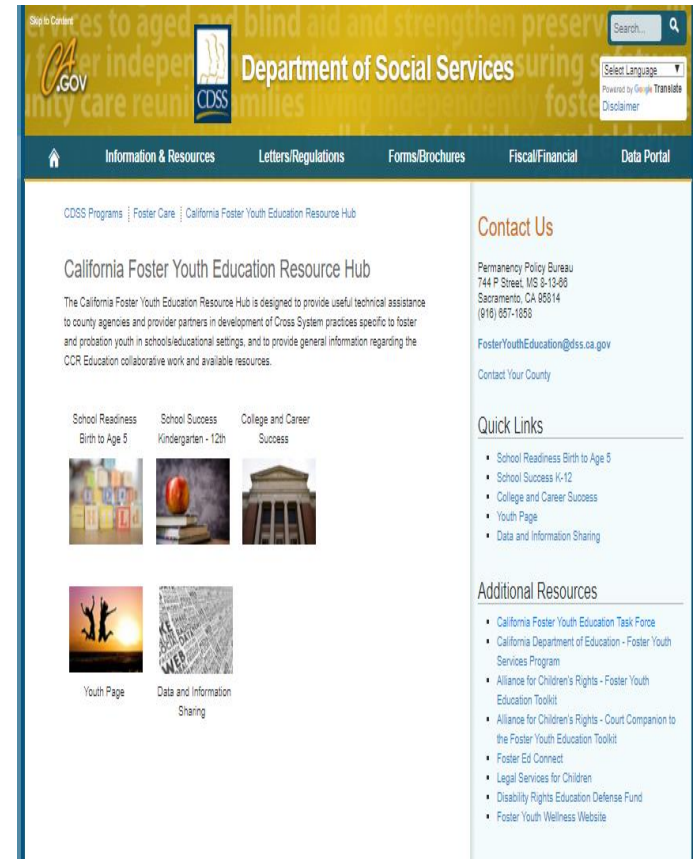 Skip to Content
Search...
CA
.GOV
CDSS
Department of Social Services
Select Language ▼
Powered by Google Translate
Disclaimer
Information & Resources
Letters/Regulations
Forms/Brochures
Fiscal/Financial
Data Portal
CDSS Programs
Foster Care
California Foster Youth Education Resource Hub
California Foster Youth Education Resource Hub
The California Foster Youth Education Resource Hub is designed to provide useful technical assistance
to county agencies and provider partners in development of Cross System practices specific to foster
and probation youth in schools/educational settings, and to provide general information regarding the
CCR Education collaborative work and available resources.
School Readiness
Birth to Age 5
School Success
Kindergarten - 12th
College and Career
Success
Youth Page
Data and Information
Sharing
Contact Us
Permanency Policy Bureau
744 P Street, MS 8-13-66
Sacramento, CA 95814
(916) 657-1858
FosterYouthEducation@dss.ca.gov
Contact Your County
Quick Links
School Readiness Birth to Age 5
School Success K-12
College and Career Success
Youth Page
Data and Information Sharing
Additional Resources
California Foster Youth Education Task Force
California Department of Education - Foster Youth
Services Program
Alliance for Children's Rights - Foster Youth
Education Toolkit
Alliance for Children's Rights - Court Companion to
the Foster Youth Education Toolkit
Foster Ed Connect
Legal Services for Children
Disability Rights Education Defense Fund
Foster Youth Wellness Website